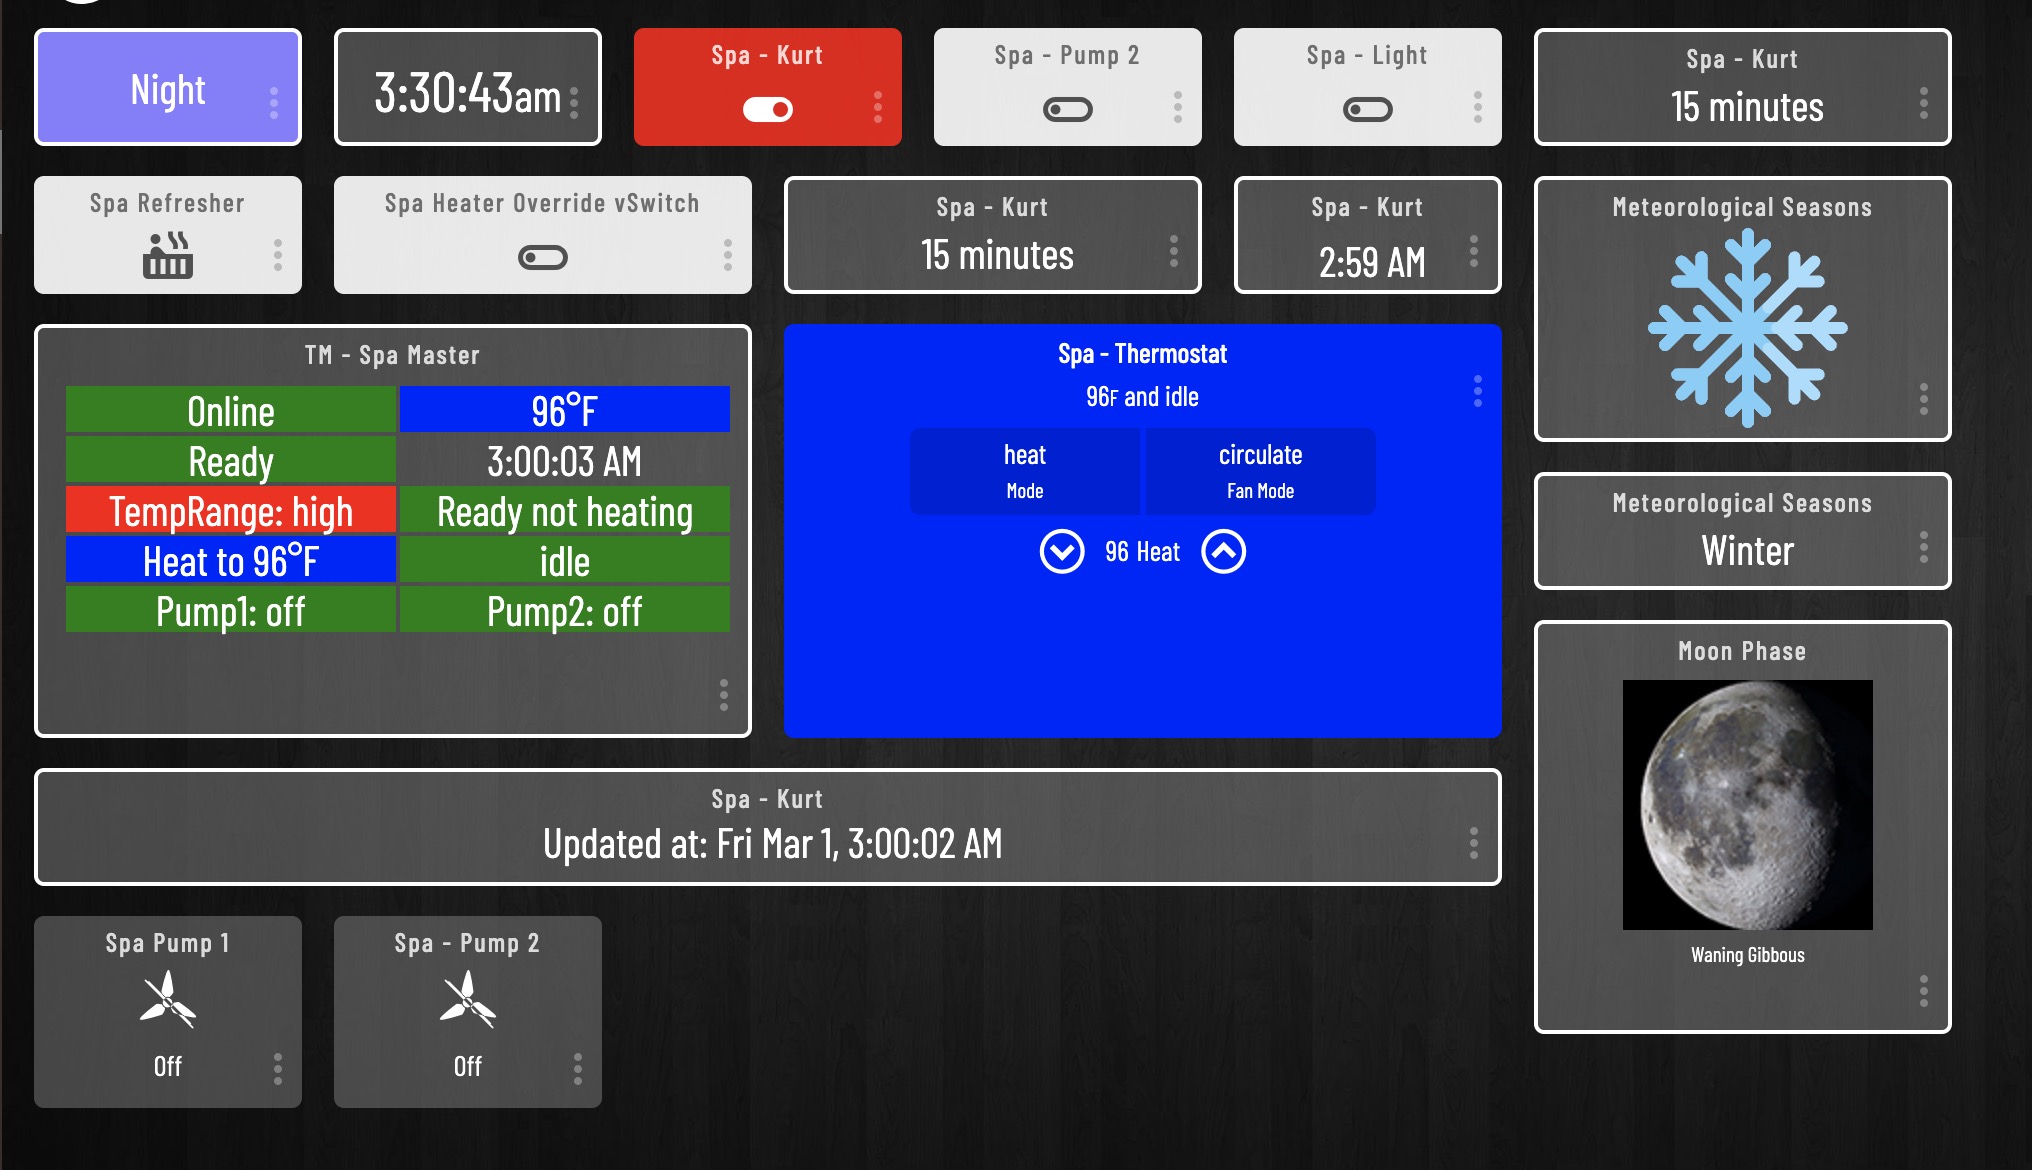 Night
3:30:43am
Spa - Kurt
Spa - Pump 2
Spa - Light
Spa - Kurt
15 minutes
Spa Refresher
Spa Heater Override vSwitch
Spa - Kurt
15 minutes
Spa - Kurt
2:59 AM
Meteorological Seasons
TM - Spa Master
Online
96°F
Ready
3:00:03 AM
TempRange: high
Ready not heating
Heat to 96°F
idle
Pump1: off
Pump2: off
Spa - Thermostat
96F and idle
heat
Mode
circulate
Fan Mode
96 Heat
Meteorological Seasons
Winter
Moon Phase
Waning Gibbous
Spa - Kurt
Updated at: Fri Mar 1, 3:00:02 AM
Spa Pump 1
Off
Spa - Pump 2
Off